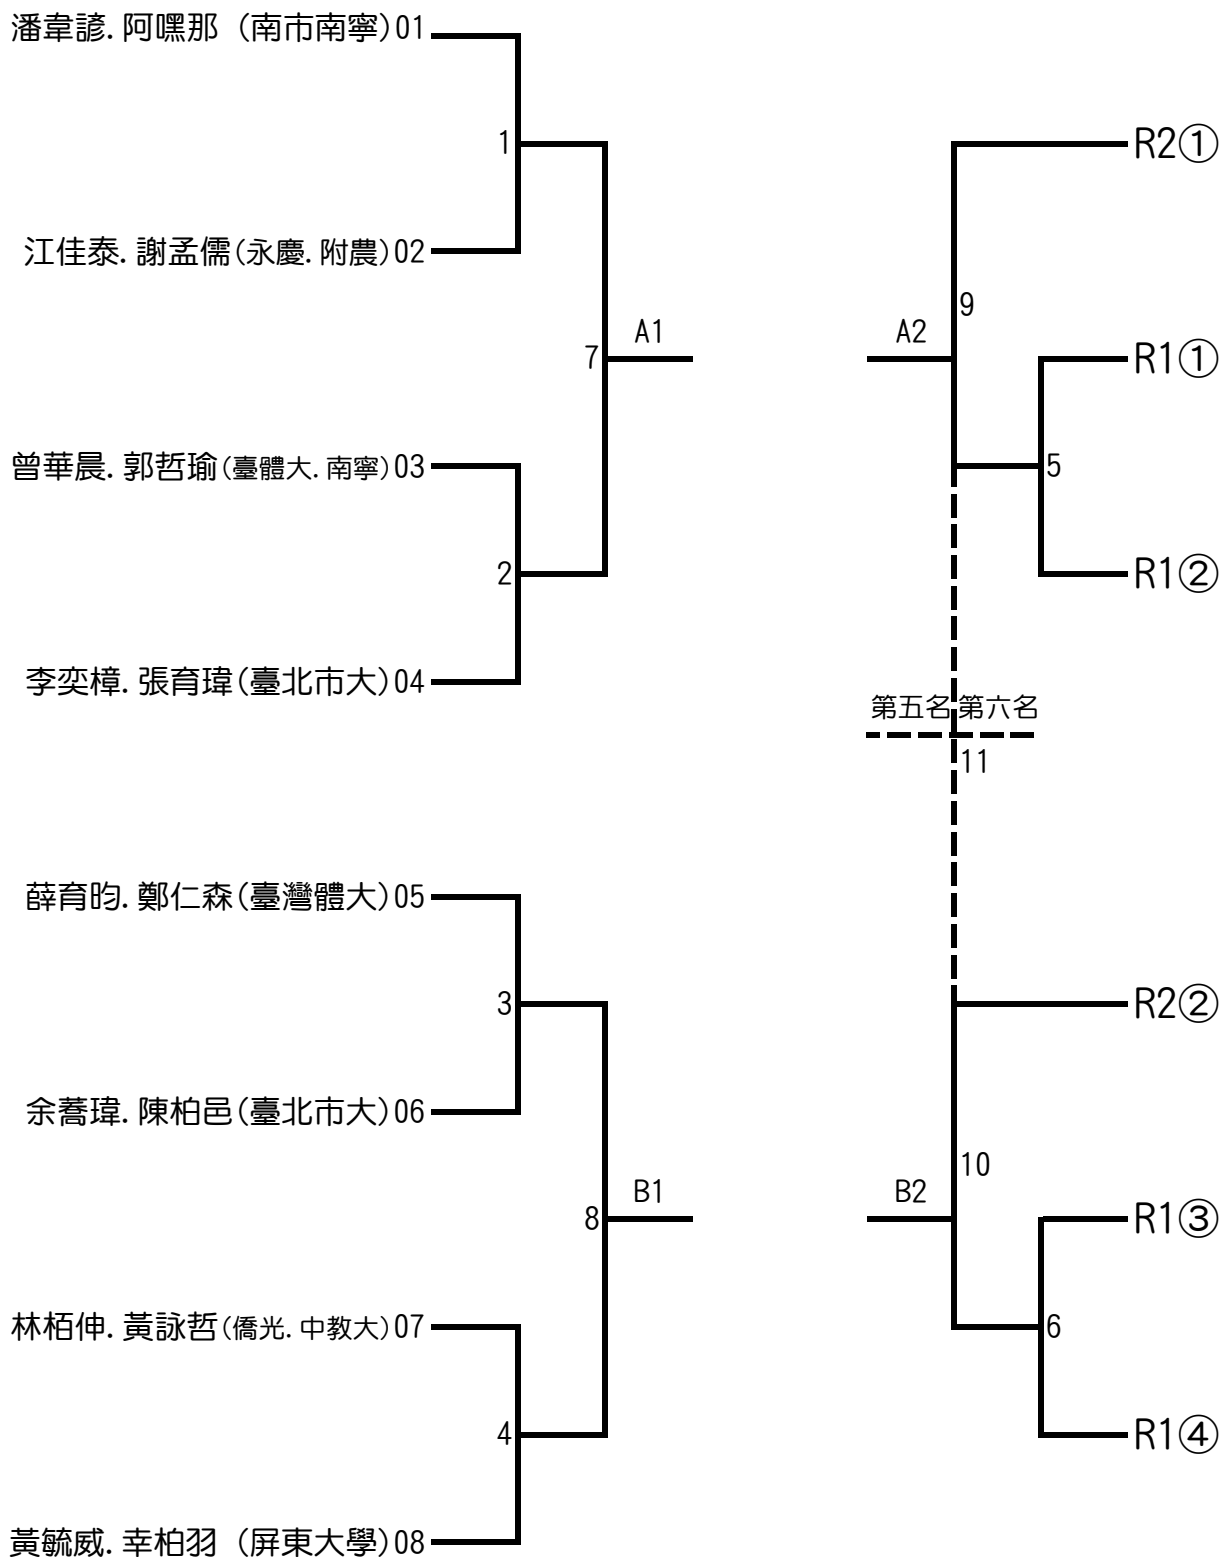 潘韋諺.阿嘿那 (南市南寧)01
1
R2①
江佳泰.謝孟儒(永慶.附農)02
9
A1
A2
7
R1①
曾華晨.郭哲瑜(臺體大.南寧)03
5
2
R1②
李奕樟.張育瑋(臺北市大)04
第五名 第六名
11
薛育昀.鄭仁森(臺灣體大)05
3
R2②
余蕎瑋.陳柏邑(臺北市大)06
10
B1
B2
8
R1③
林栢伸.黃詠哲(僑光.中教大)07
6
4
R1④
黃毓威.幸柏羽 (屏東大學)08